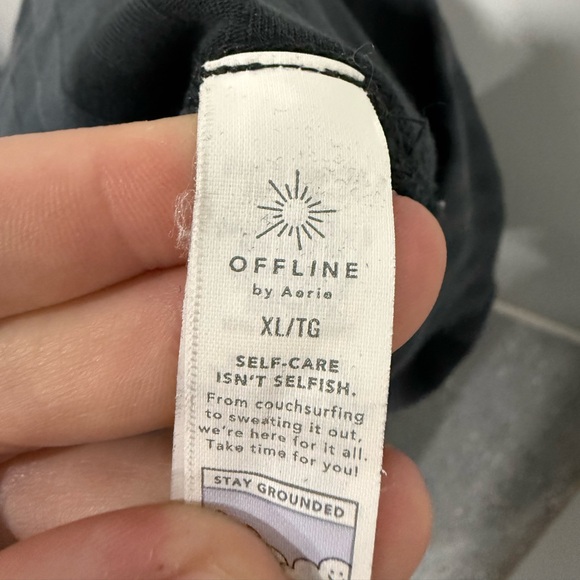 OFFLINE
by Aerie
XL/TG
SELF-CARE
ISN'T SELFISH.
From couchsurfing
to sweating it out,
we're here for it all.
Take time for you!
STAY GROUNDED